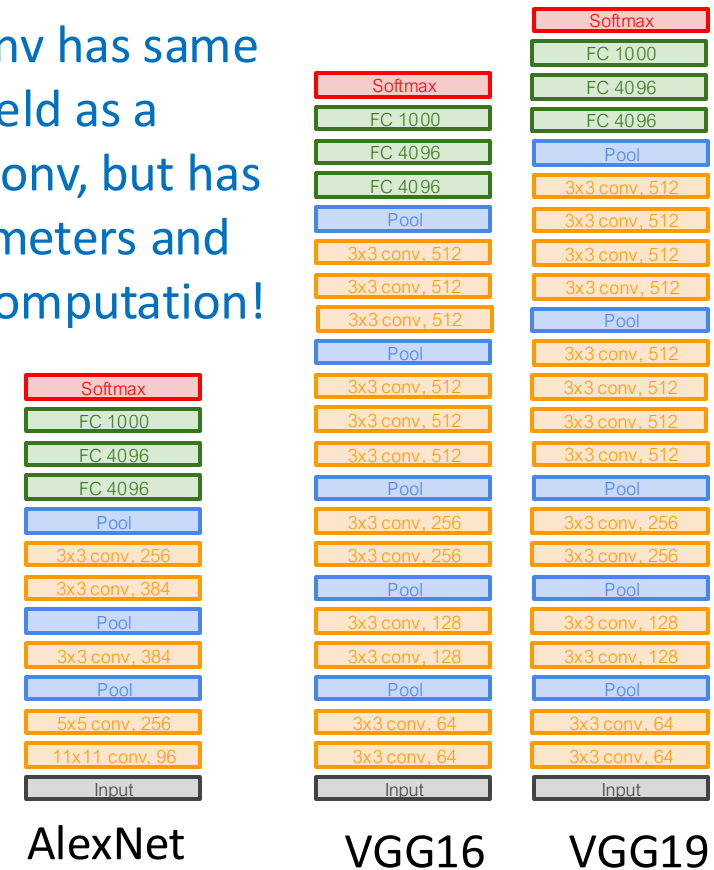 nv has same
eld as a
onv, but has
meters and
omputation!
Softmax
FC 1000
FC 4096
FC 4096
Pool
3x3 conv, 256
3x3 conv, 384
Pool
3x3 conv, 384
Pool
5x5 conv, 256
11x11 conv, 96
Input
AlexNet
Softmax
FC 1000
FC 4096
FC 4096
Pool
3x3 conv, 512
3x3 conv, 512
3x3 conv, 512
Pool
3x3 conv, 512
3x3 conv, 512
3x3 conv, 512
Pool
3x3 conv, 256
3x3 conv, 256
Pool
3x3 conv, 128
3x3 conv, 128
Pool
3x3 conv, 64
3x3 conv, 64
Input
VGG16
Softmax
FC 1000
FC 4096
FC 4096
Pool
3x3 conv, 512
3x3 conv, 512
3x3 conv, 512
3x3 conv, 512
Pool
3x3 conv, 512
3x3 conv, 512
3x3 conv, 512
3x3 conv, 512
Pool
3x3 conv, 256
3x3 conv, 256
Pool
3x3 conv, 128
3x3 conv, 128
Pool
3x3 conv, 64
3x3 conv, 64
Input
VGG19